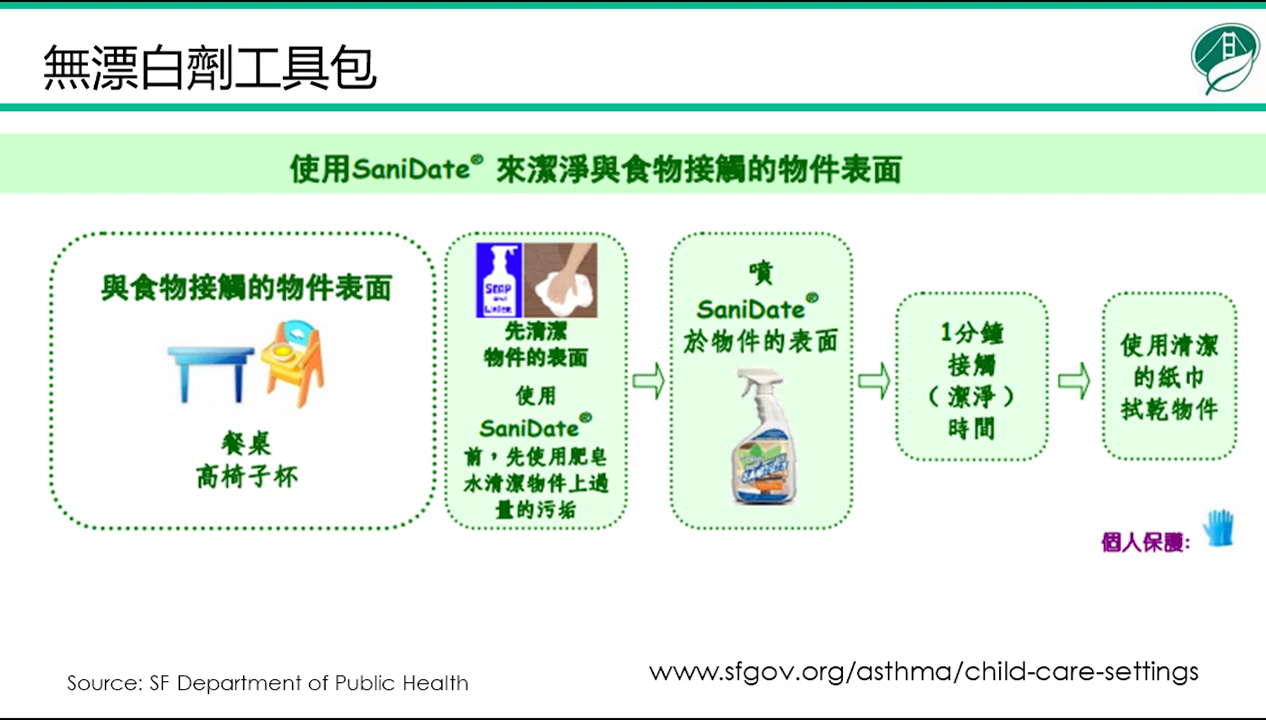 無漂白劑工具包
使用SaniDate® 來潔淨與食物接觸的物件表面
與食物接觸的物件表面
餐桌
高椅子杯
SOAP
and
WATER
先清潔
物件的表面
使用
SaniDate®
前，先使用肥皂
水清潔物件上過
量的污垢
噴
SaniDate®
於物件的表面
1分鐘
接觸
（潔淨）
時間
使用清潔
的紙巾
拭乾物件
個人保護:
Source: SF Department of Public Health
www.sfgov.org/asthma/child-care-settings